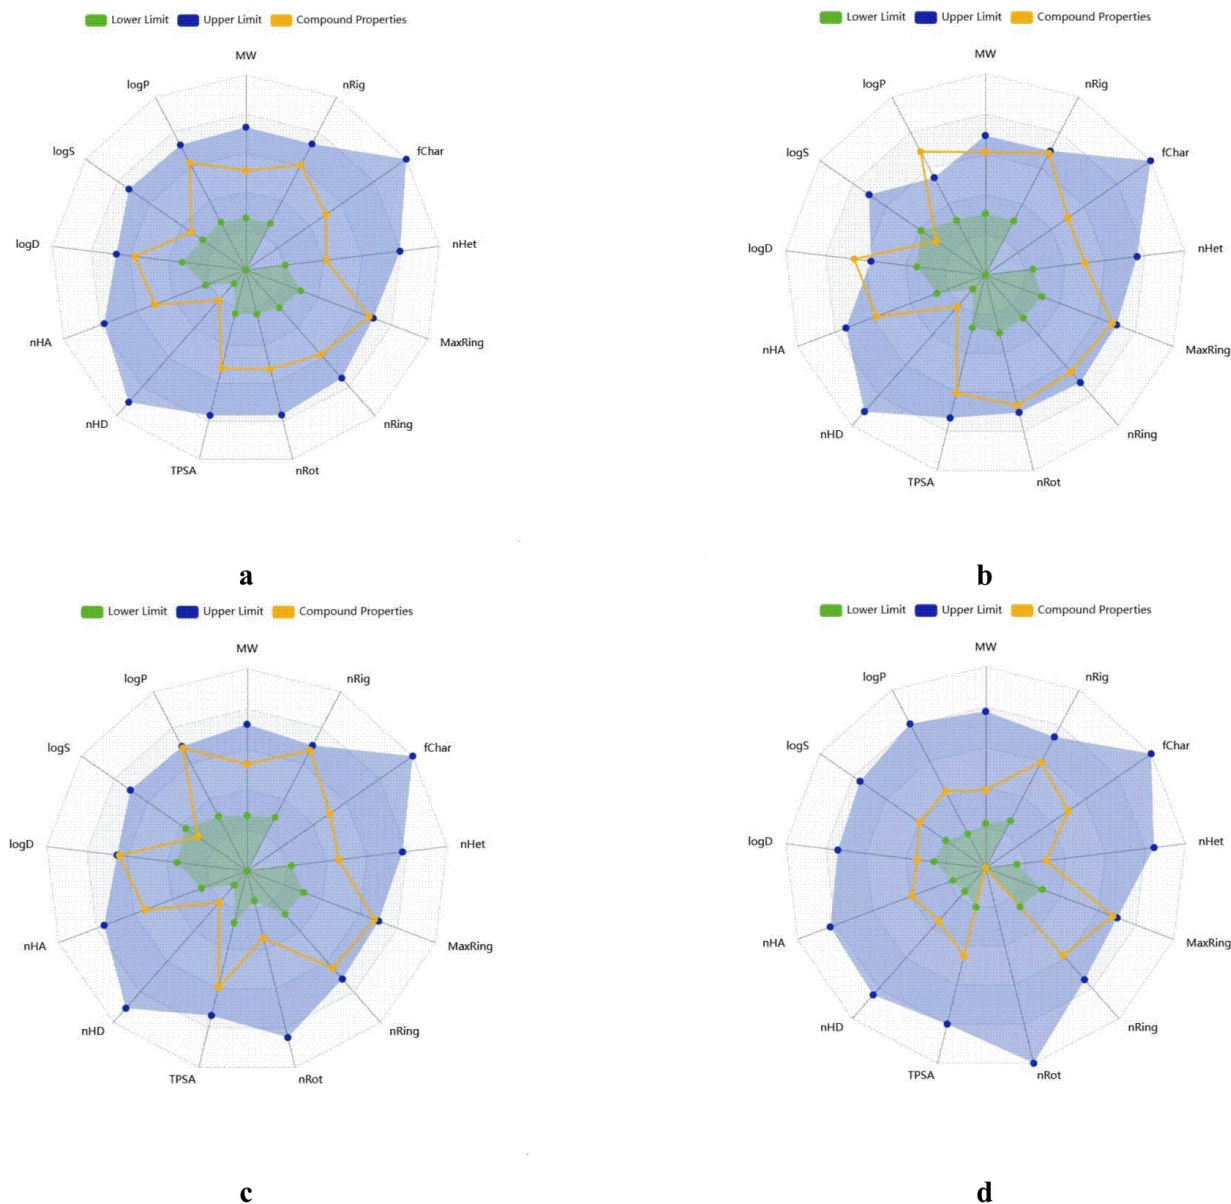 Lower Limit Upper Limit Compound Properties
MW
logP nRig
logS fChar
logD nHet
nHA MaxRing
nHD nRing
TPSA nRot
a
Lower Limit Upper Limit Compound Properties
MW
logP nRig
logS fChar
logD nHet
nHA MaxRing
nHD nRing
TPSA nRot
b
Lower Limit Upper Limit Compound Properties
MW
logP nRig
logS fChar
logD nHet
nHA MaxRing
nHD nRing
TPSA nRot
c
Lower Limit Upper Limit Compound Properties
MW
logP nRig
logS fChar
logD nHet
nHA MaxRing
nHD nRing
TPSA nRot
d